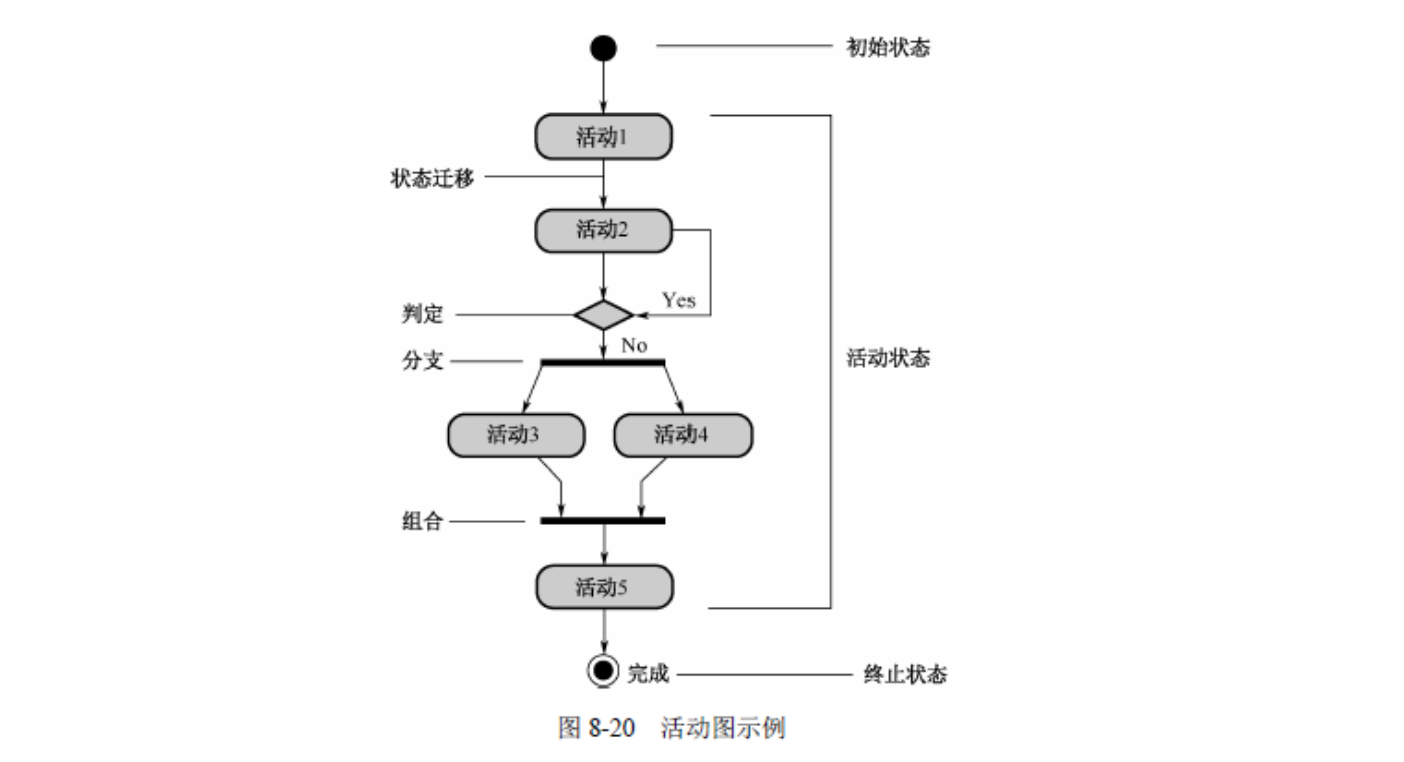 初始状态
活动1
状态迁移
活动2
Yes
判定
No
分支
活动状态
活动3
活动4
组合
活动5
完成
终止状态
图 8-20 活动图示例